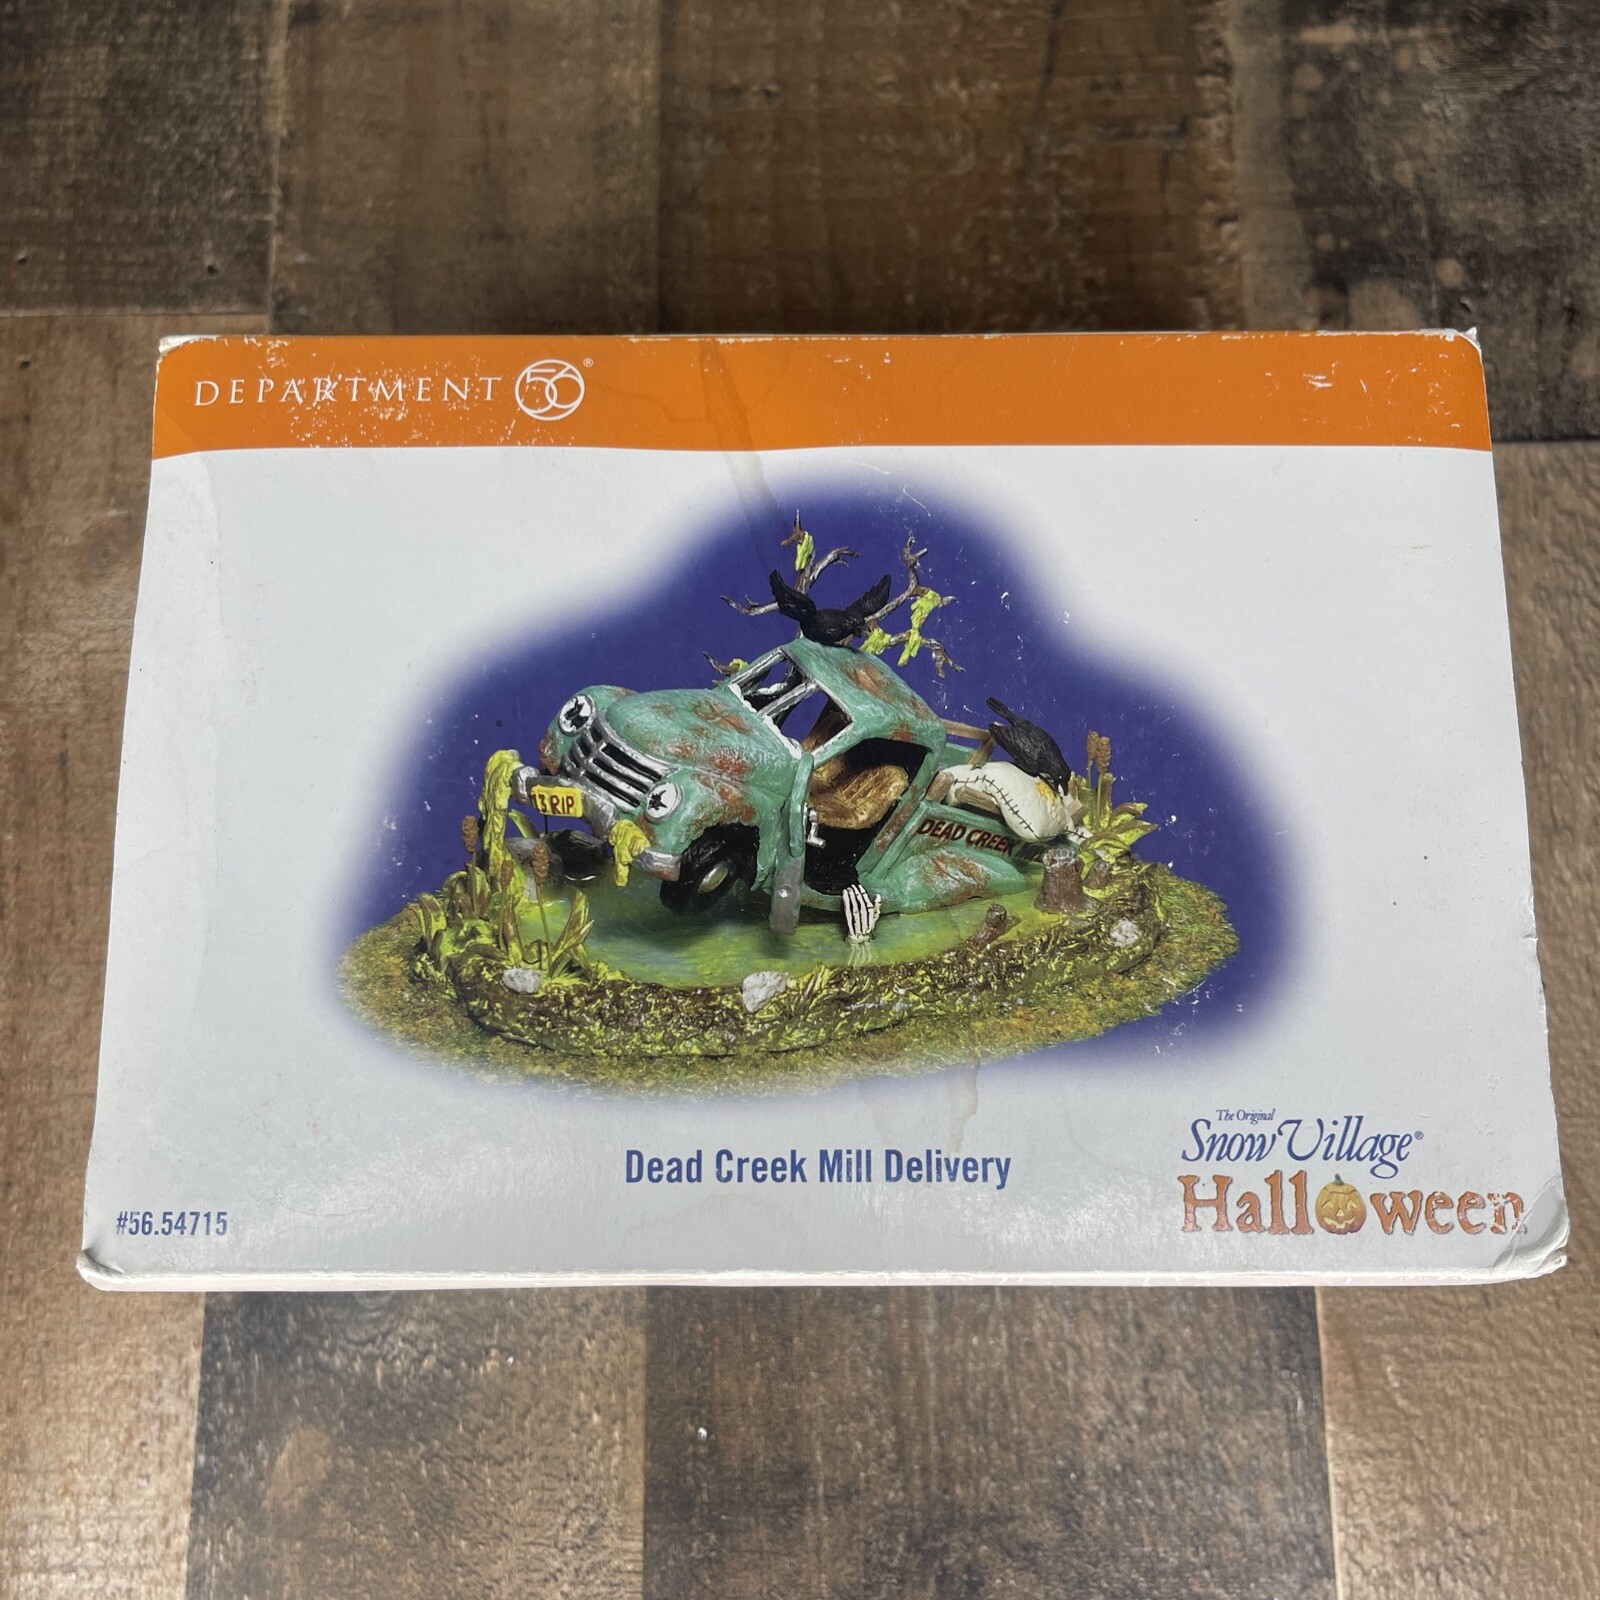 DEPARTMENT 56®
13 RIP
DEAD CREEK
Dead Creek Mill Delivery
The Original
Snow Village®
Halloween
#56.54715